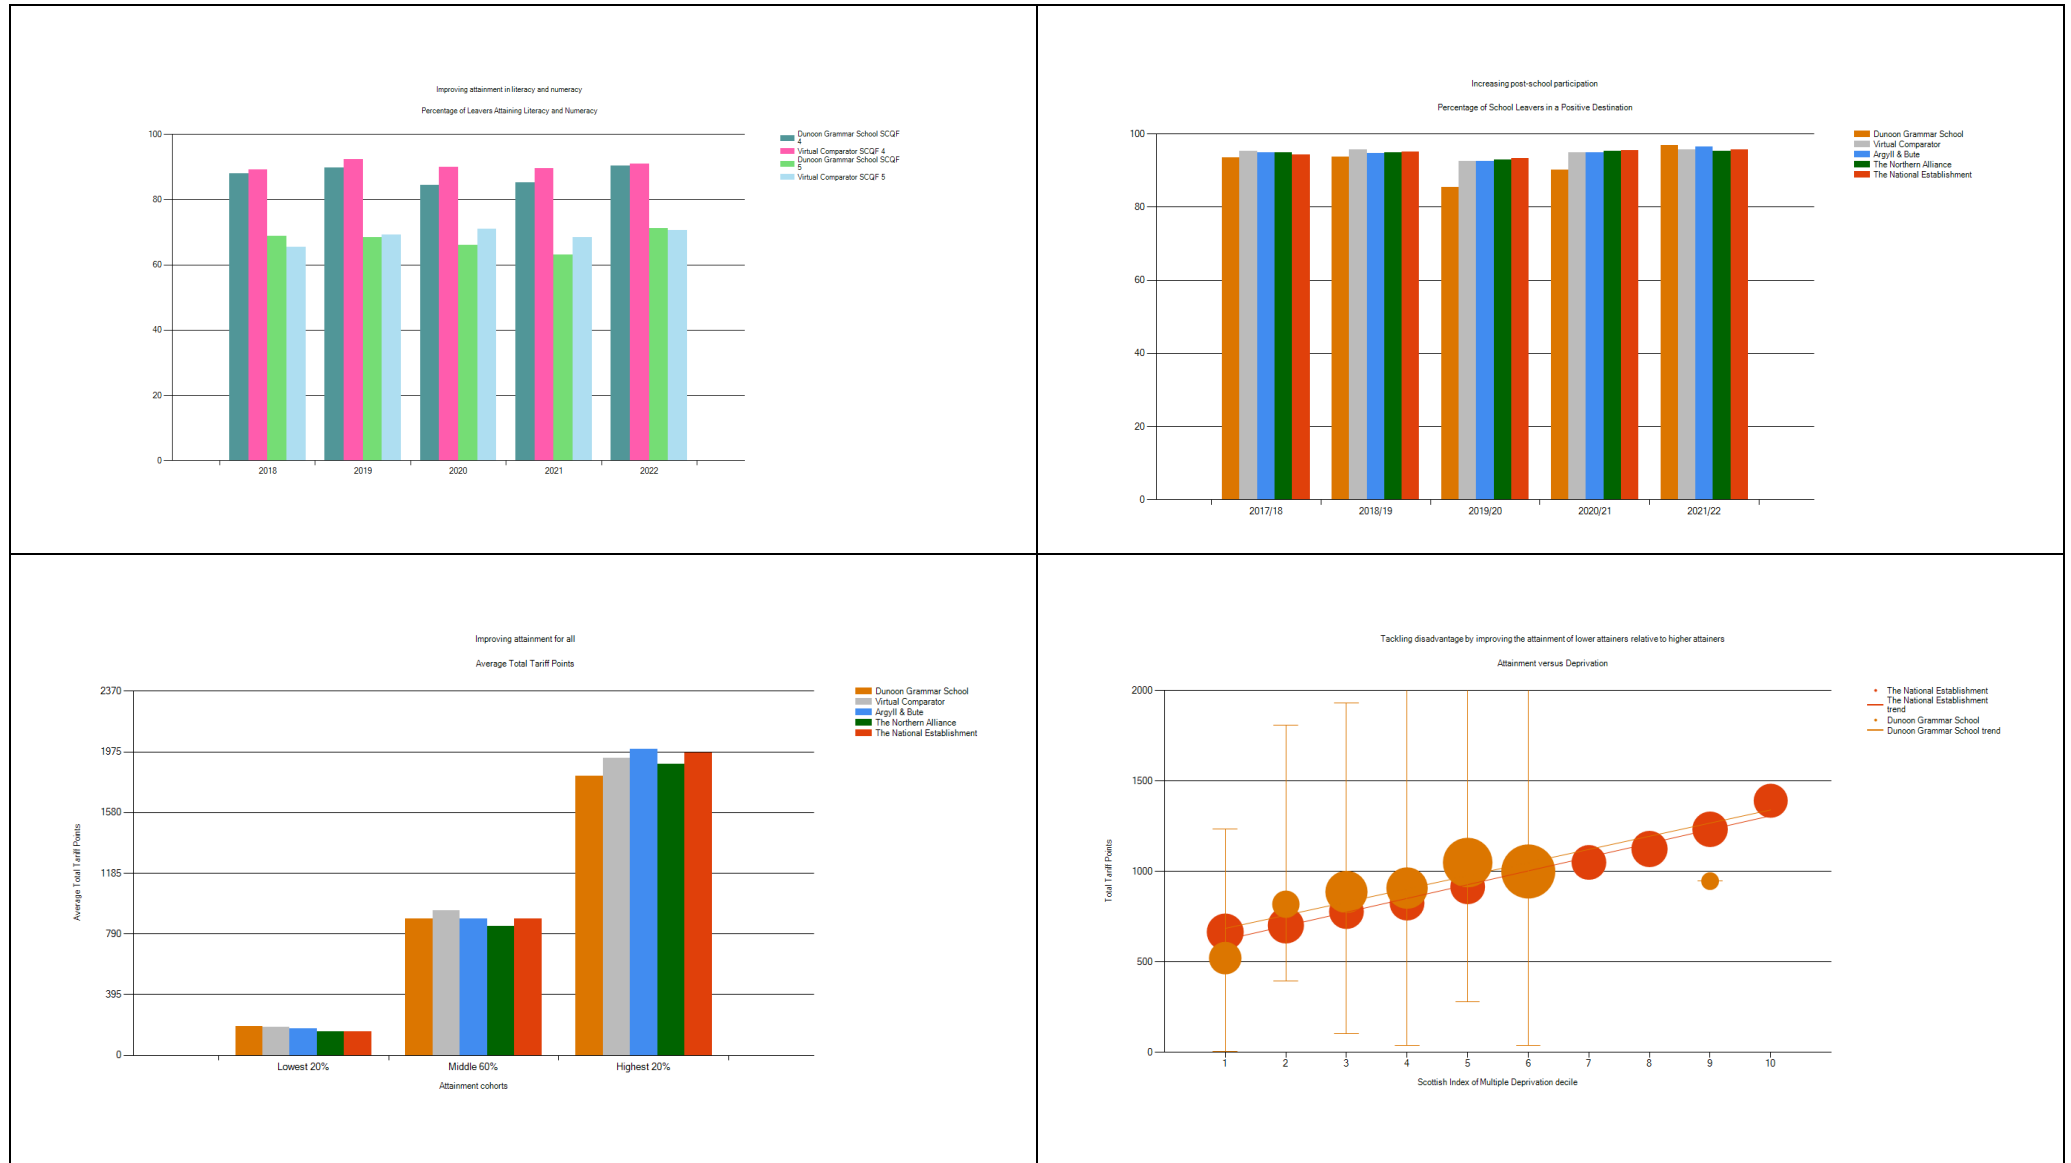 Improving attainment in literacy and numeracy
Percentage of Leavers Attaining Literacy and Numeracy
100
80
60
40
20
0
2018 2019 2020 2021 2022
Dunoon Grammar School SCQF
4
Virtual Comparator SCQF 4
Dunoon Grammar School SCQF
5
Virtual Comparator SCQF 5
Increasing post-school participation
Percentage of School Leavers in a Positive Destination
100
80
60
40
20
0
2017/18 2018/19 2019/20 2020/21 2021/22
Dunoon Grammar School
Virtual Comparator
Argyll & Bute
The Northern Alliance
The National Establishment
Improving attainment for all
Average Total Tariff Points
Average Total Tariff Points
2370
1975
1580
1185
790
395
0
Lowest 20% Middle 60% Highest 20%
Attainment cohorts
Dunoon Grammar School
Virtual Comparator
Argyll & Bute
The Northern Alliance
The National Establishment
Tackling disadvantage by improving the attainment of lower attainers relative to higher attainers
Attainment versus Deprivation
Total Tariff Points
2000
1500
1000
500
0
1 2 3 4 5 6 7 8 9 10
Scottish Index of Multiple Deprivation decile
The National Establishment
The National Establishment
trend
Dunoon Grammar School
Dunoon Grammar School trend